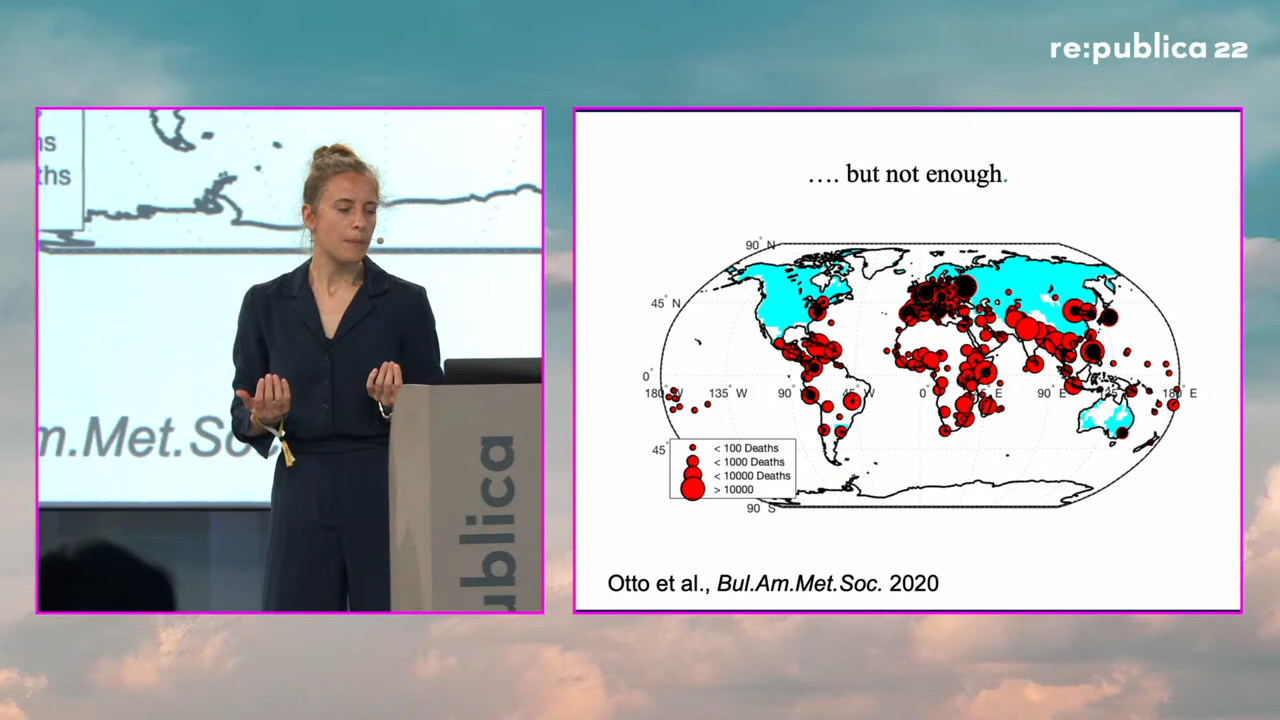 re:publica 22
ns
ths
m.Met.Soc
ublica
…. but not enough.
90° N
45° N
0°
180° W
135° W
90°
45° W
0°
45° E
90° E
135° E
180° E
45°
< 100 Deaths
< 1000 Deaths
< 10000 Deaths
> 10000
90° S
Otto et al., Bul.Am.Met.Soc. 2020